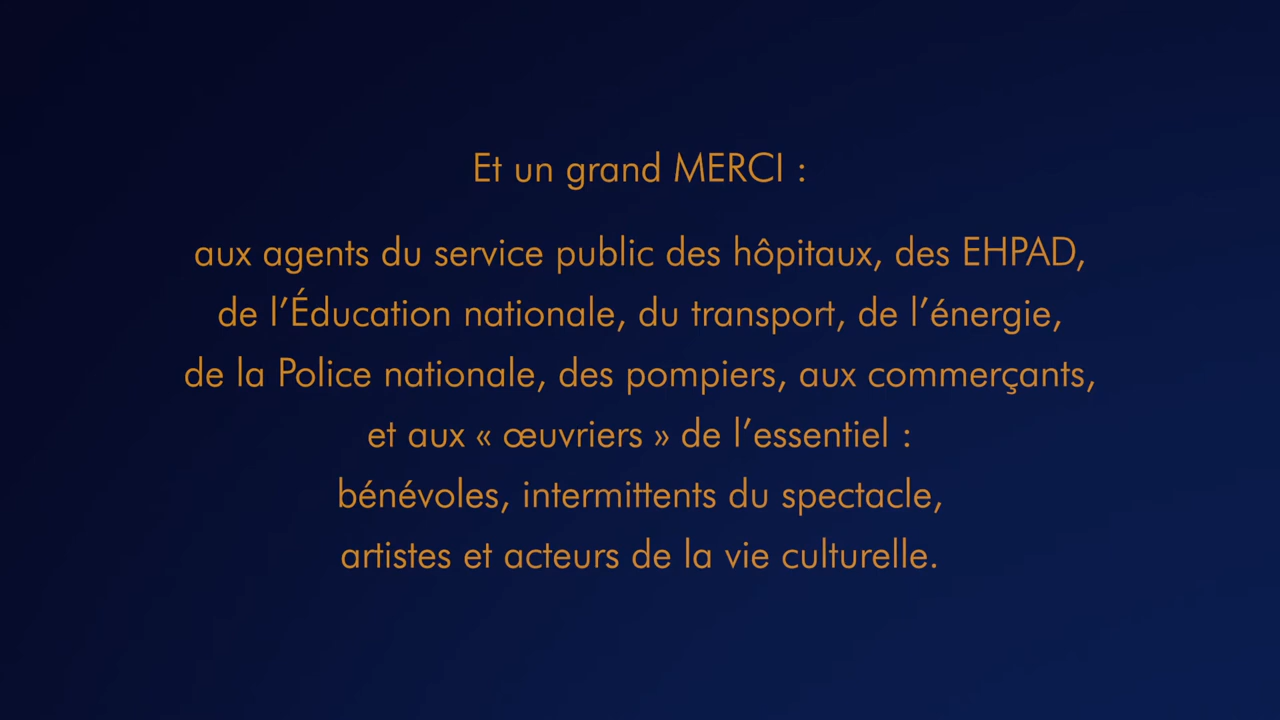 Et un grand MERCI :
aux agents du service public des hôpitaux, des EHPAD,
de l’Éducation nationale, du transport, de l’énergie,
de la Police nationale, des pompiers, aux commerçants,
et aux « œuvriers » de l’essentiel :
bénévoles, intermittents du spectacle,
artistes et acteurs de la vie culturelle.